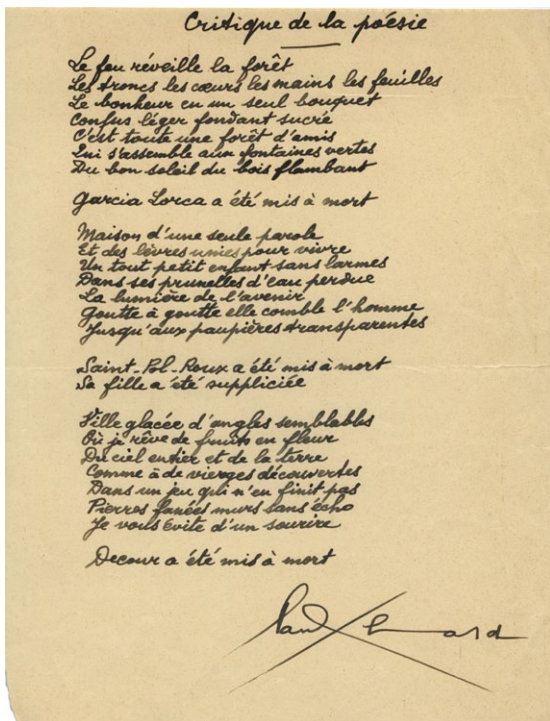 Critique de la poésie
Le feu réveille la forêt
Les troncs les cœurs les mains les feuilles
Le bonheur en un seul bouquet
Confus léger fondant sucré
C'est toute une forêt d'amis
Qui s'assemble aux fontaines vertes
Du bon soleil du bois flambant
Garcia Lorca a été mis à mort
Maison d'une seule parole
Et des lèvres unies pour vivre
Un tout petit enfant sans larmes
Dans ses prunelles d'eau perdue
La lumière de l'avenir
Goutte à goutte elle comble l'homme
Jusqu'aux paupières transparentes
Saint-Pol-Roux a été mis à mort
Sa fille a été suppliciée
Ville glacée d'angles semblables
Où je rêve de fruits en fleur
Du ciel entier et de la terre
Comme à de vierges découvertes
Dans un jeu qui n'en finit pas
Pierres fanées murs sans écho
Je vous évite d'un sourire
Decour a été mis à mort
Paul Eluard